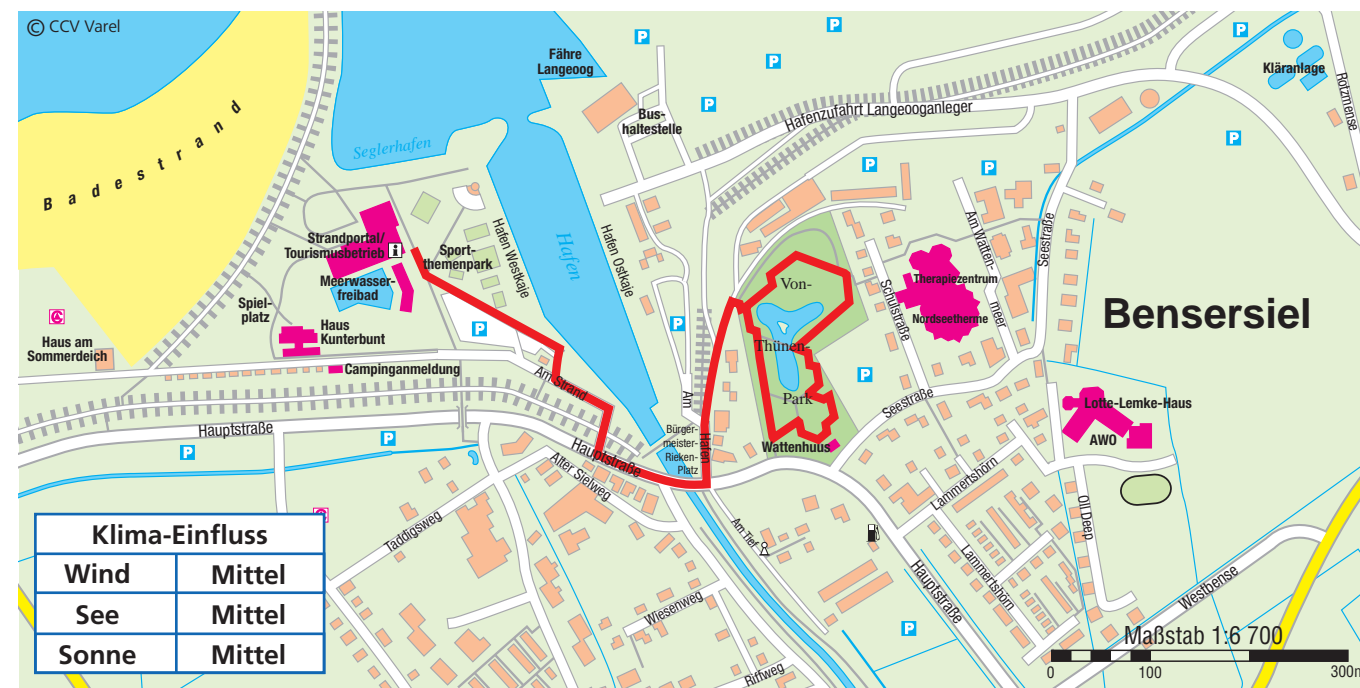 © CCV Varel
Badestrand
Fähre
Langeoog
Seglerhafen
Bus-
haltestelle
Hafenzufahrt Langeooganleger
Kläranlage
Rotzmense
P
P
P
P
P
P
P
P
Strandportal/
Tourismusbetrieb
i
Meerwasser-
freibad
Sport-
themenpark
Hafen Westkaje
Hafen
Hafen Ostkaje
Spiel-
platz
Haus
Kunterbunt
Haus am
Sommerdeich
Campinganmeldung
P
P
Am Strand
Von-
Thünen-
Park
Wattenhuus
Schulstraße
Therapiezentrum
Nordseetherme
Am Watten-
meer
Seestraße
Bensersiel
P
Seestraße
Lotte-Lemke-Haus
AWO
Hauptstraße
P
P
Hauptstraße
Am
Hafen
Bürger-
meister-
Rieken-
Platz
Alter Sielweg
Taddigsweg
Am Tief
Wiesenweg
Riffweg
Hauptstraße
Lammertshörn
Lammertshörn
Oll Deep
Westbense
P
Klima-Einfluss
Wind Mittel
See Mittel
Sonne Mittel
Maßstab 1:6 700
0 100 300m